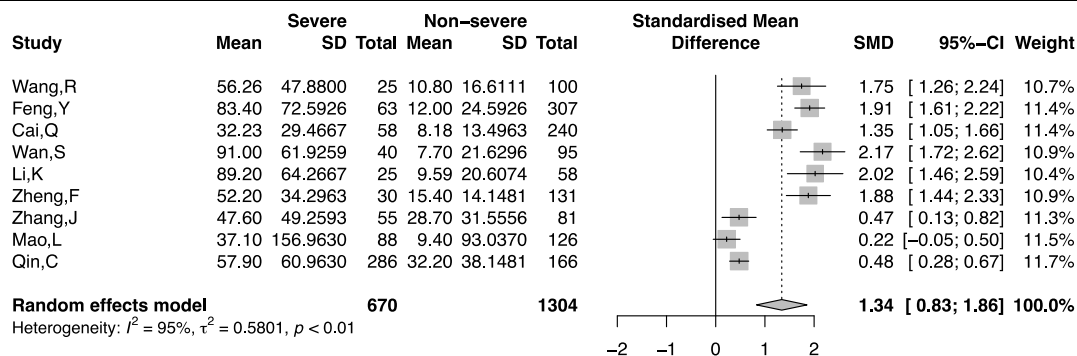 Severe Non−severe Standardised Mean
Study Mean SD Total Mean SD Total Difference SMD 95%−CI Weight
Wang,R 56.26 47.8800 25 10.80 16.6111 100 1.75 [ 1.26; 2.24] 10.7%
Feng,Y 83.40 72.5926 63 12.00 24.5926 307 1.91 [ 1.61; 2.22] 11.4%
Cai,Q 32.23 29.4667 58 8.18 13.4963 240 1.35 [ 1.05; 1.66] 11.4%
Wan,S 91.00 61.9259 40 7.70 21.6296 95 2.17 [ 1.72; 2.62] 10.9%
Li,K 89.20 64.2667 25 9.59 20.6074 58 2.02 [ 1.46; 2.59] 10.4%
Zheng,F 52.20 34.2963 30 15.40 14.1481 131 1.88 [ 1.44; 2.33] 10.9%
Zhang,J 47.60 49.2593 55 28.70 31.5556 81 0.47 [ 0.13; 0.82] 11.3%
Mao,L 37.10 156.9630 88 9.40 93.0370 126 0.22 [−0.05; 0.50] 11.5%
Qin,C 57.90 60.9630 286 32.20 38.1481 166 0.48 [ 0.28; 0.67] 11.7%
Random effects model 670 1304 1.34 [ 0.83; 1.86] 100.0%
Heterogeneity: I² = 95%, τ² = 0.5801, p < 0.01
−2 −1 0 1 2